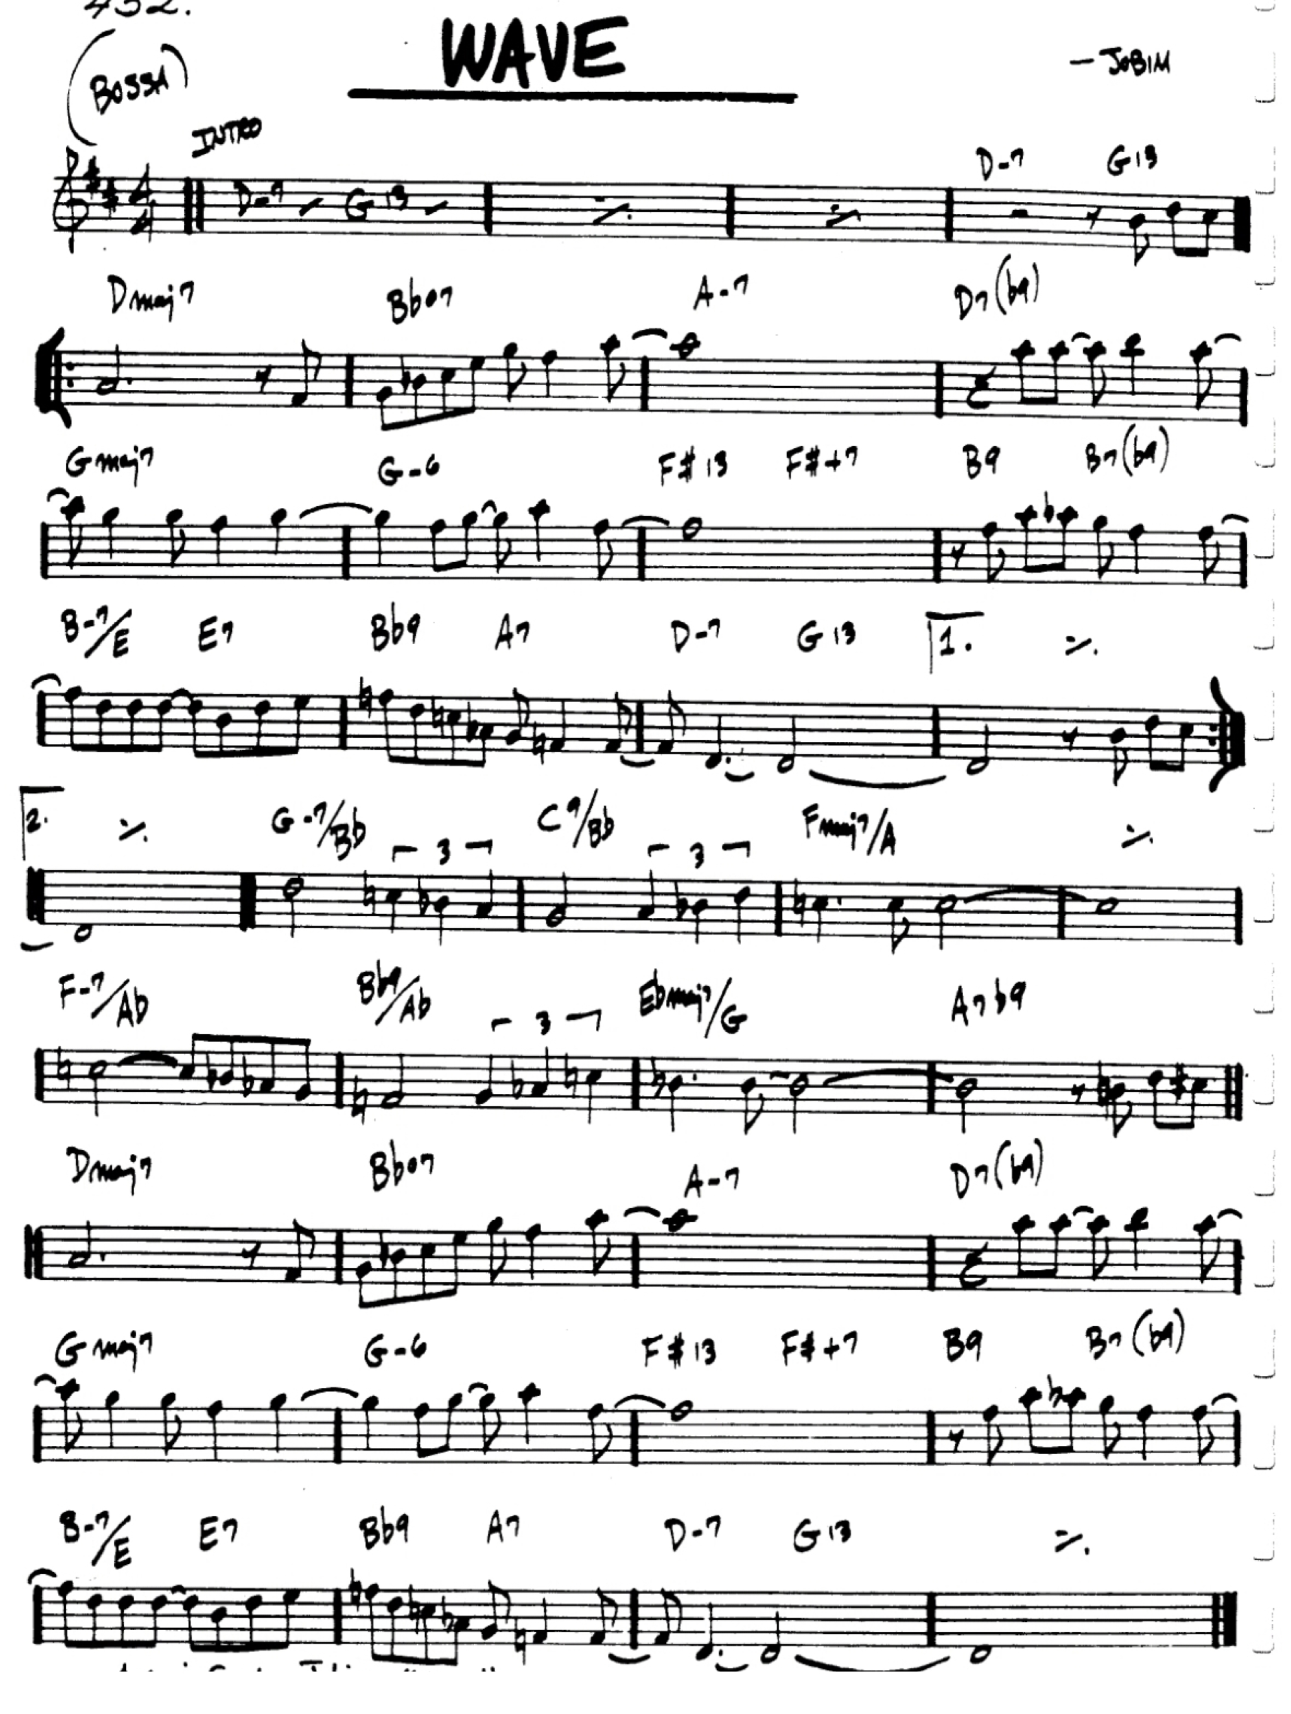 432.
(BOSSA)
WAVE
– JOBIM
INTRO
D-7 G13
D-7 G13
Dmaj7 Bb°7 A-7 D7(b9)
Gmaj7 G-6 F#13 F#+7 B9 B7(b9)
B-7/E E7 Bb9 A7 D-7 G13 1. ٪.
2. ٪. G-7/Bb C9/Bb Fmaj7/A ٪.
3 3
F-7/Ab Bb9/Ab Ebmaj7/G A7b9
3
Dmaj7 Bb°7 A-7 D7(b9)
Gmaj7 G-6 F#13 F#+7 B9 B7(b9)
B-7/E E7 Bb9 A7 D-7 G13 ٪.